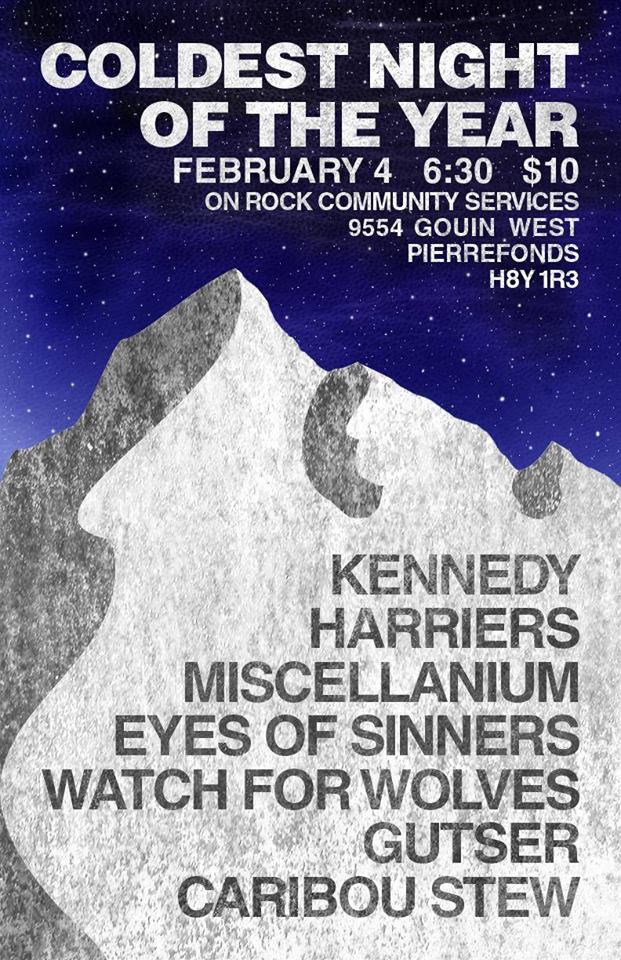 COLDEST NIGHT
OF THE YEAR
FEBRUARY 4 6:30 $10
ON ROCK COMMUNITY SERVICES
9554 GOUIN WEST
PIERREFONDS
H8Y 1R3
KENNEDY
HARRIERS
MISCELLANIUM
EYES OF SINNERS
WATCH FOR WOLVES
GUTSER
CARIBOU STEW